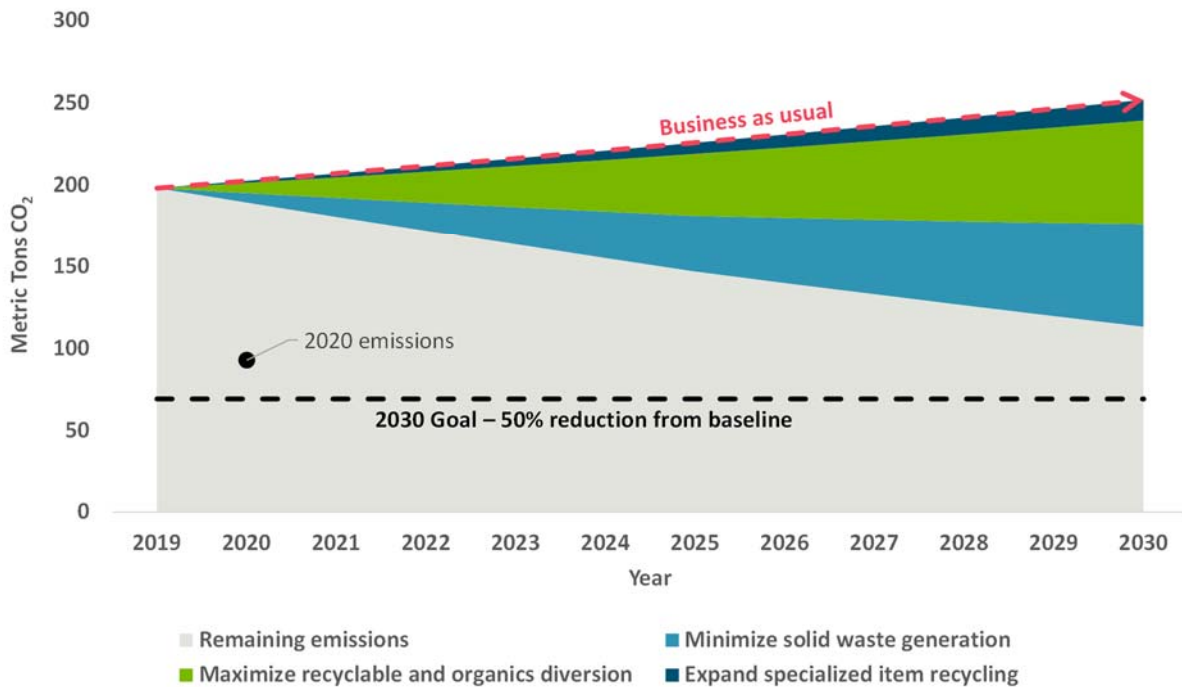 300
250
200
150
100
50
0
Metric Tons CO₂
Business as usual
2020 emissions
2030 Goal – 50% reduction from baseline
2019 2020 2021 2022 2023 2024 2025 2026 2027 2028 2029 2030
Year
Remaining emissions
Minimize solid waste generation
Maximize recyclable and organics diversion
Expand specialized item recycling